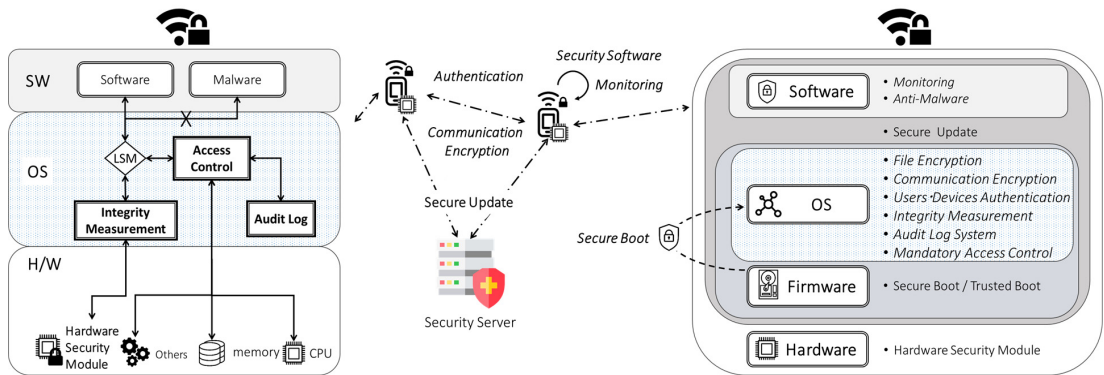 SW
Software
Malware
X
OS
LSM
Access
Control
Integrity
Measurement
Audit Log
H/W
Hardware
Security
Module
Others
memory
CPU
Authentication
Security Software
Monitoring
Communication
Encryption
Secure Update
Security Server
Secure Boot
Software
• Monitoring
• Anti-Malware
• Secure Update
OS
• File Encryption
• Communication Encryption
• Users·Devices Authentication
• Integrity Measurement
• Audit Log System
• Mandatory Access Control
Firmware
• Secure Boot / Trusted Boot
Hardware
• Hardware Security Module